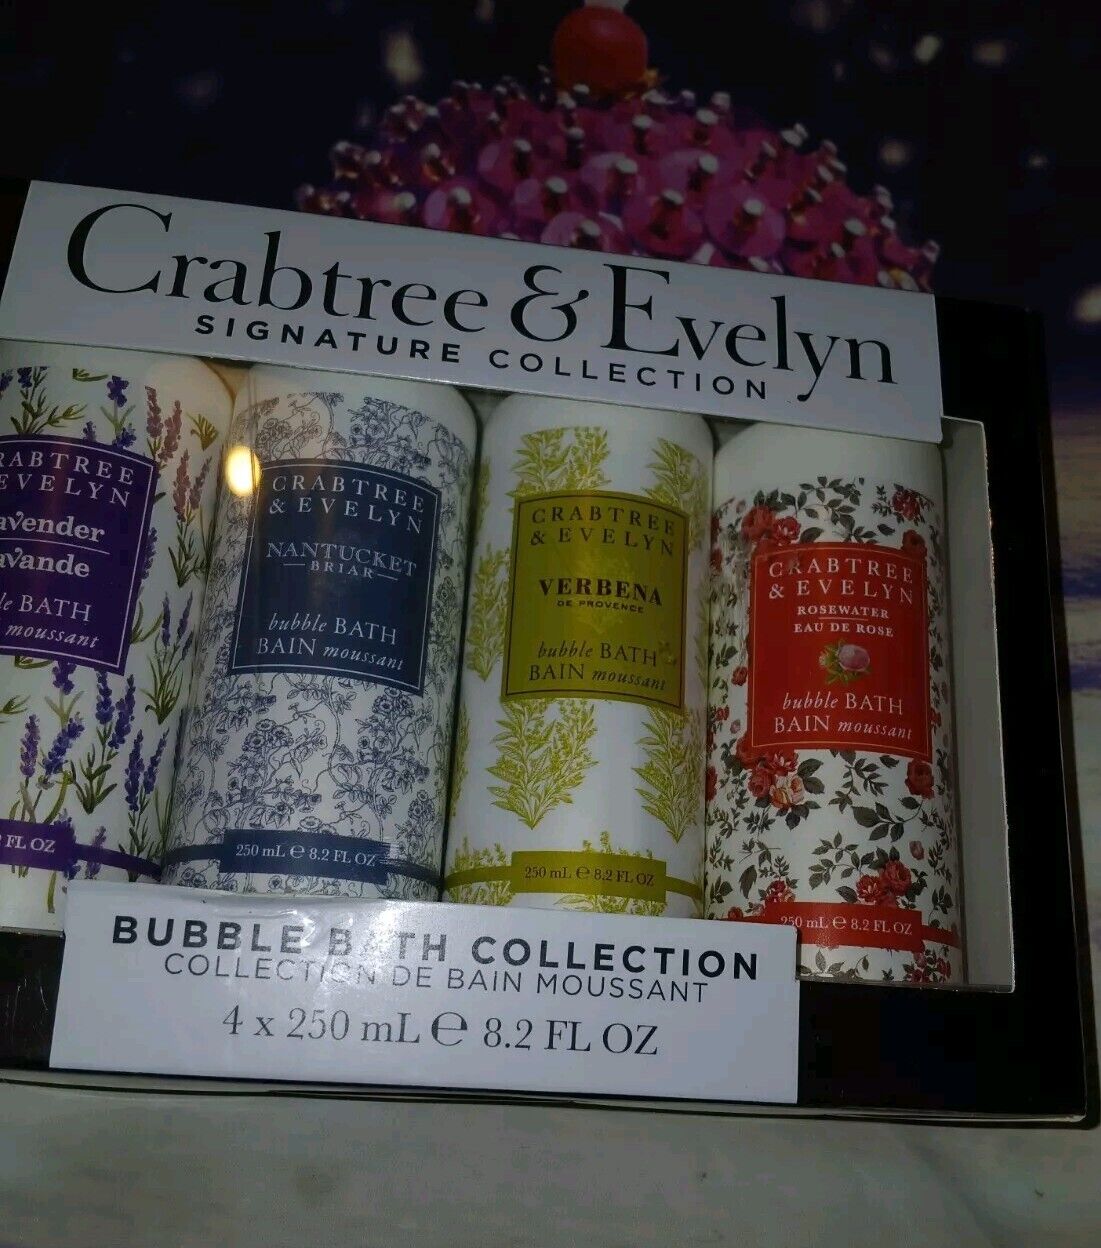 Crabtree & Evelyn
SIGNATURE COLLECTION
& EVELYN
BATH
moussant
FL OZ
CRABTREE
& EVELYN
NANTUCKET
BRIAR
bubble BATH
BAIN moussant
250 mL ℮ 8.2 FL OZ
CRABTREE
& EVELYN
VERBENA
DE PROVENCE
bubble BATH
BAIN moussant
250 mL ℮ 8.2 FL OZ
CRABTREE
& EVELYN
ROSEWATER
EAU DE ROSE
bubble BATH
BAIN moussant
250 mL ℮ 8.2 FL OZ
BUBBLE BATH COLLECTION
COLLECTION DE BAIN MOUSSANT
4 x 250 mL ℮ 8.2 FL OZ